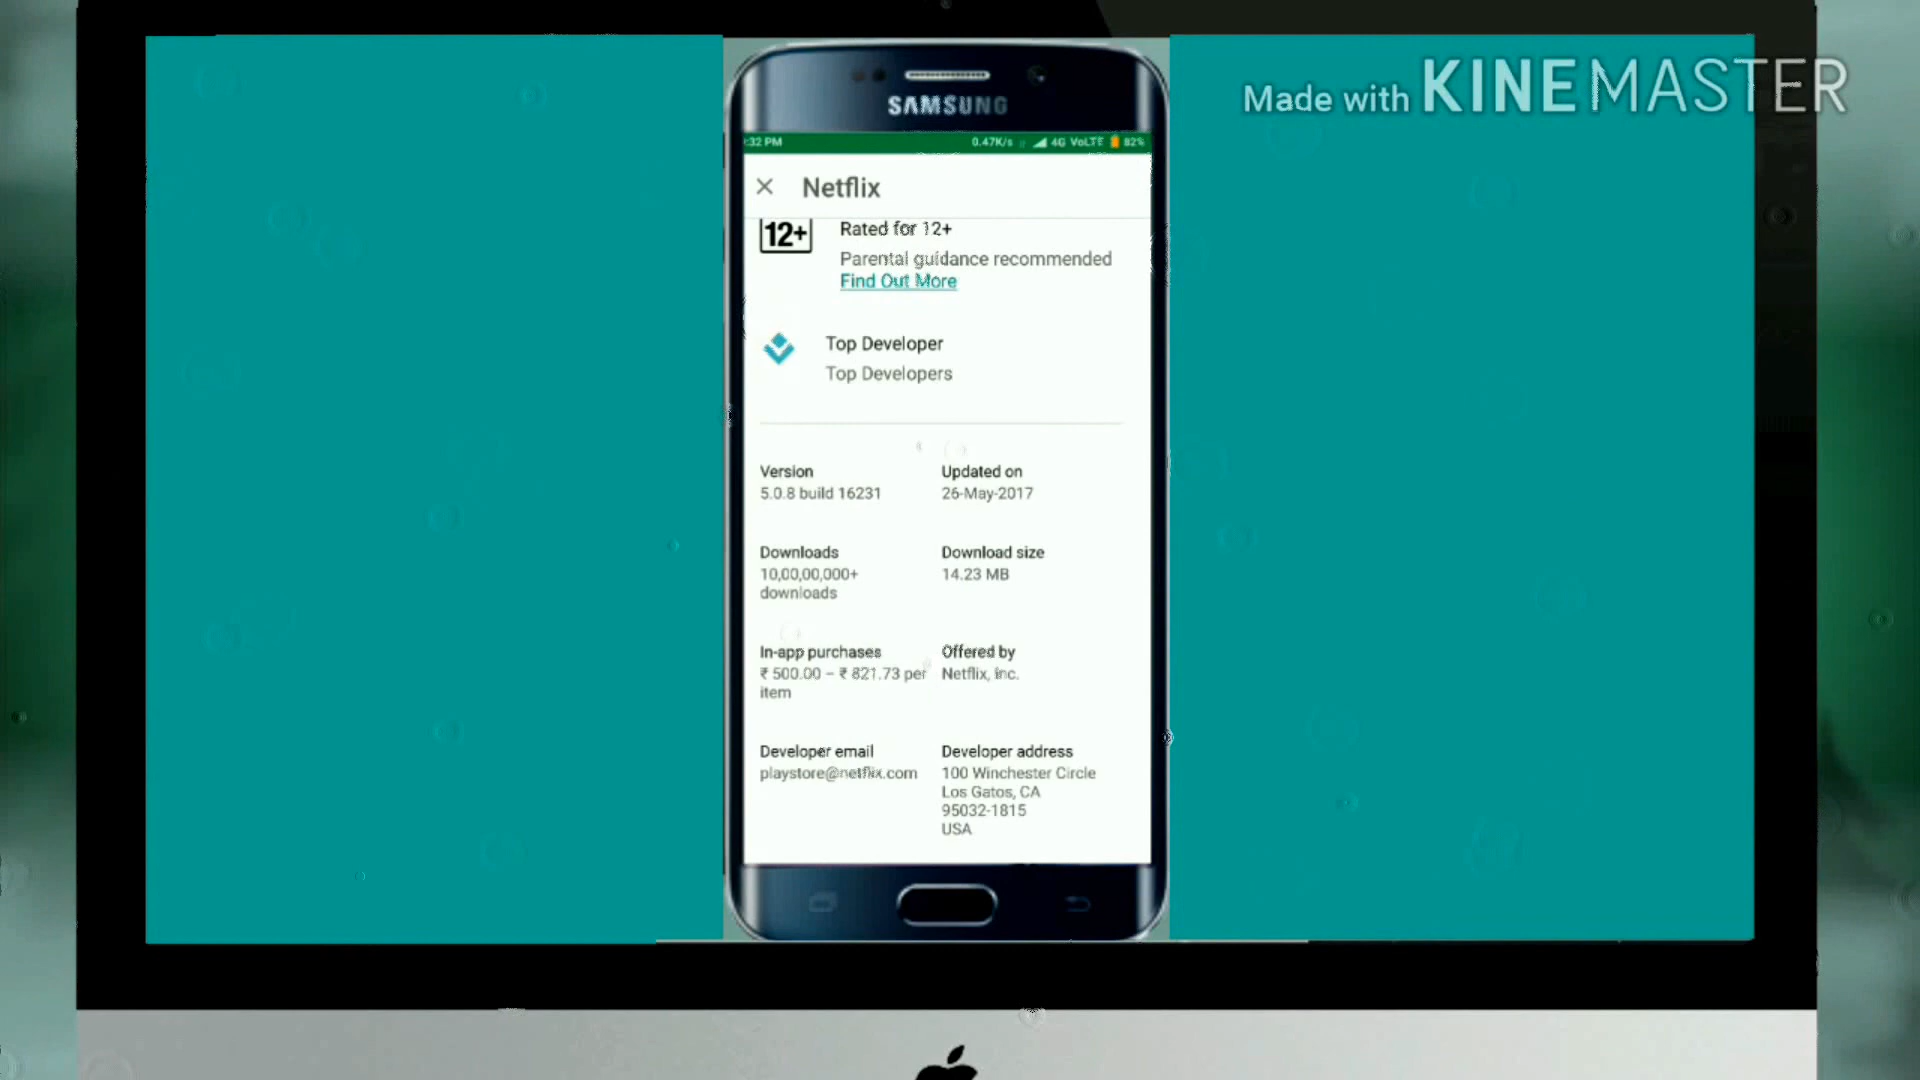 Made with KINEMASTER
SAMSUNG
:32 PM 0.47K/s 4G VoLTE 82%
Netflix
12+ Rated for 12+
Parental guidance recommended
Find Out More
Top Developer
Top Developers
Version Updated on
5.0.8 build 16231 26-May-2017
Downloads Download size
10,00,00,000+ 14.23 MB
downloads
In-app purchases Offered by
₹ 500.00 – ₹ 821.73 per Netflix, Inc.
item
Developer email Developer address
playstore@netflix.com 100 Winchester Circle
Los Gatos, CA
95032-1815
USA